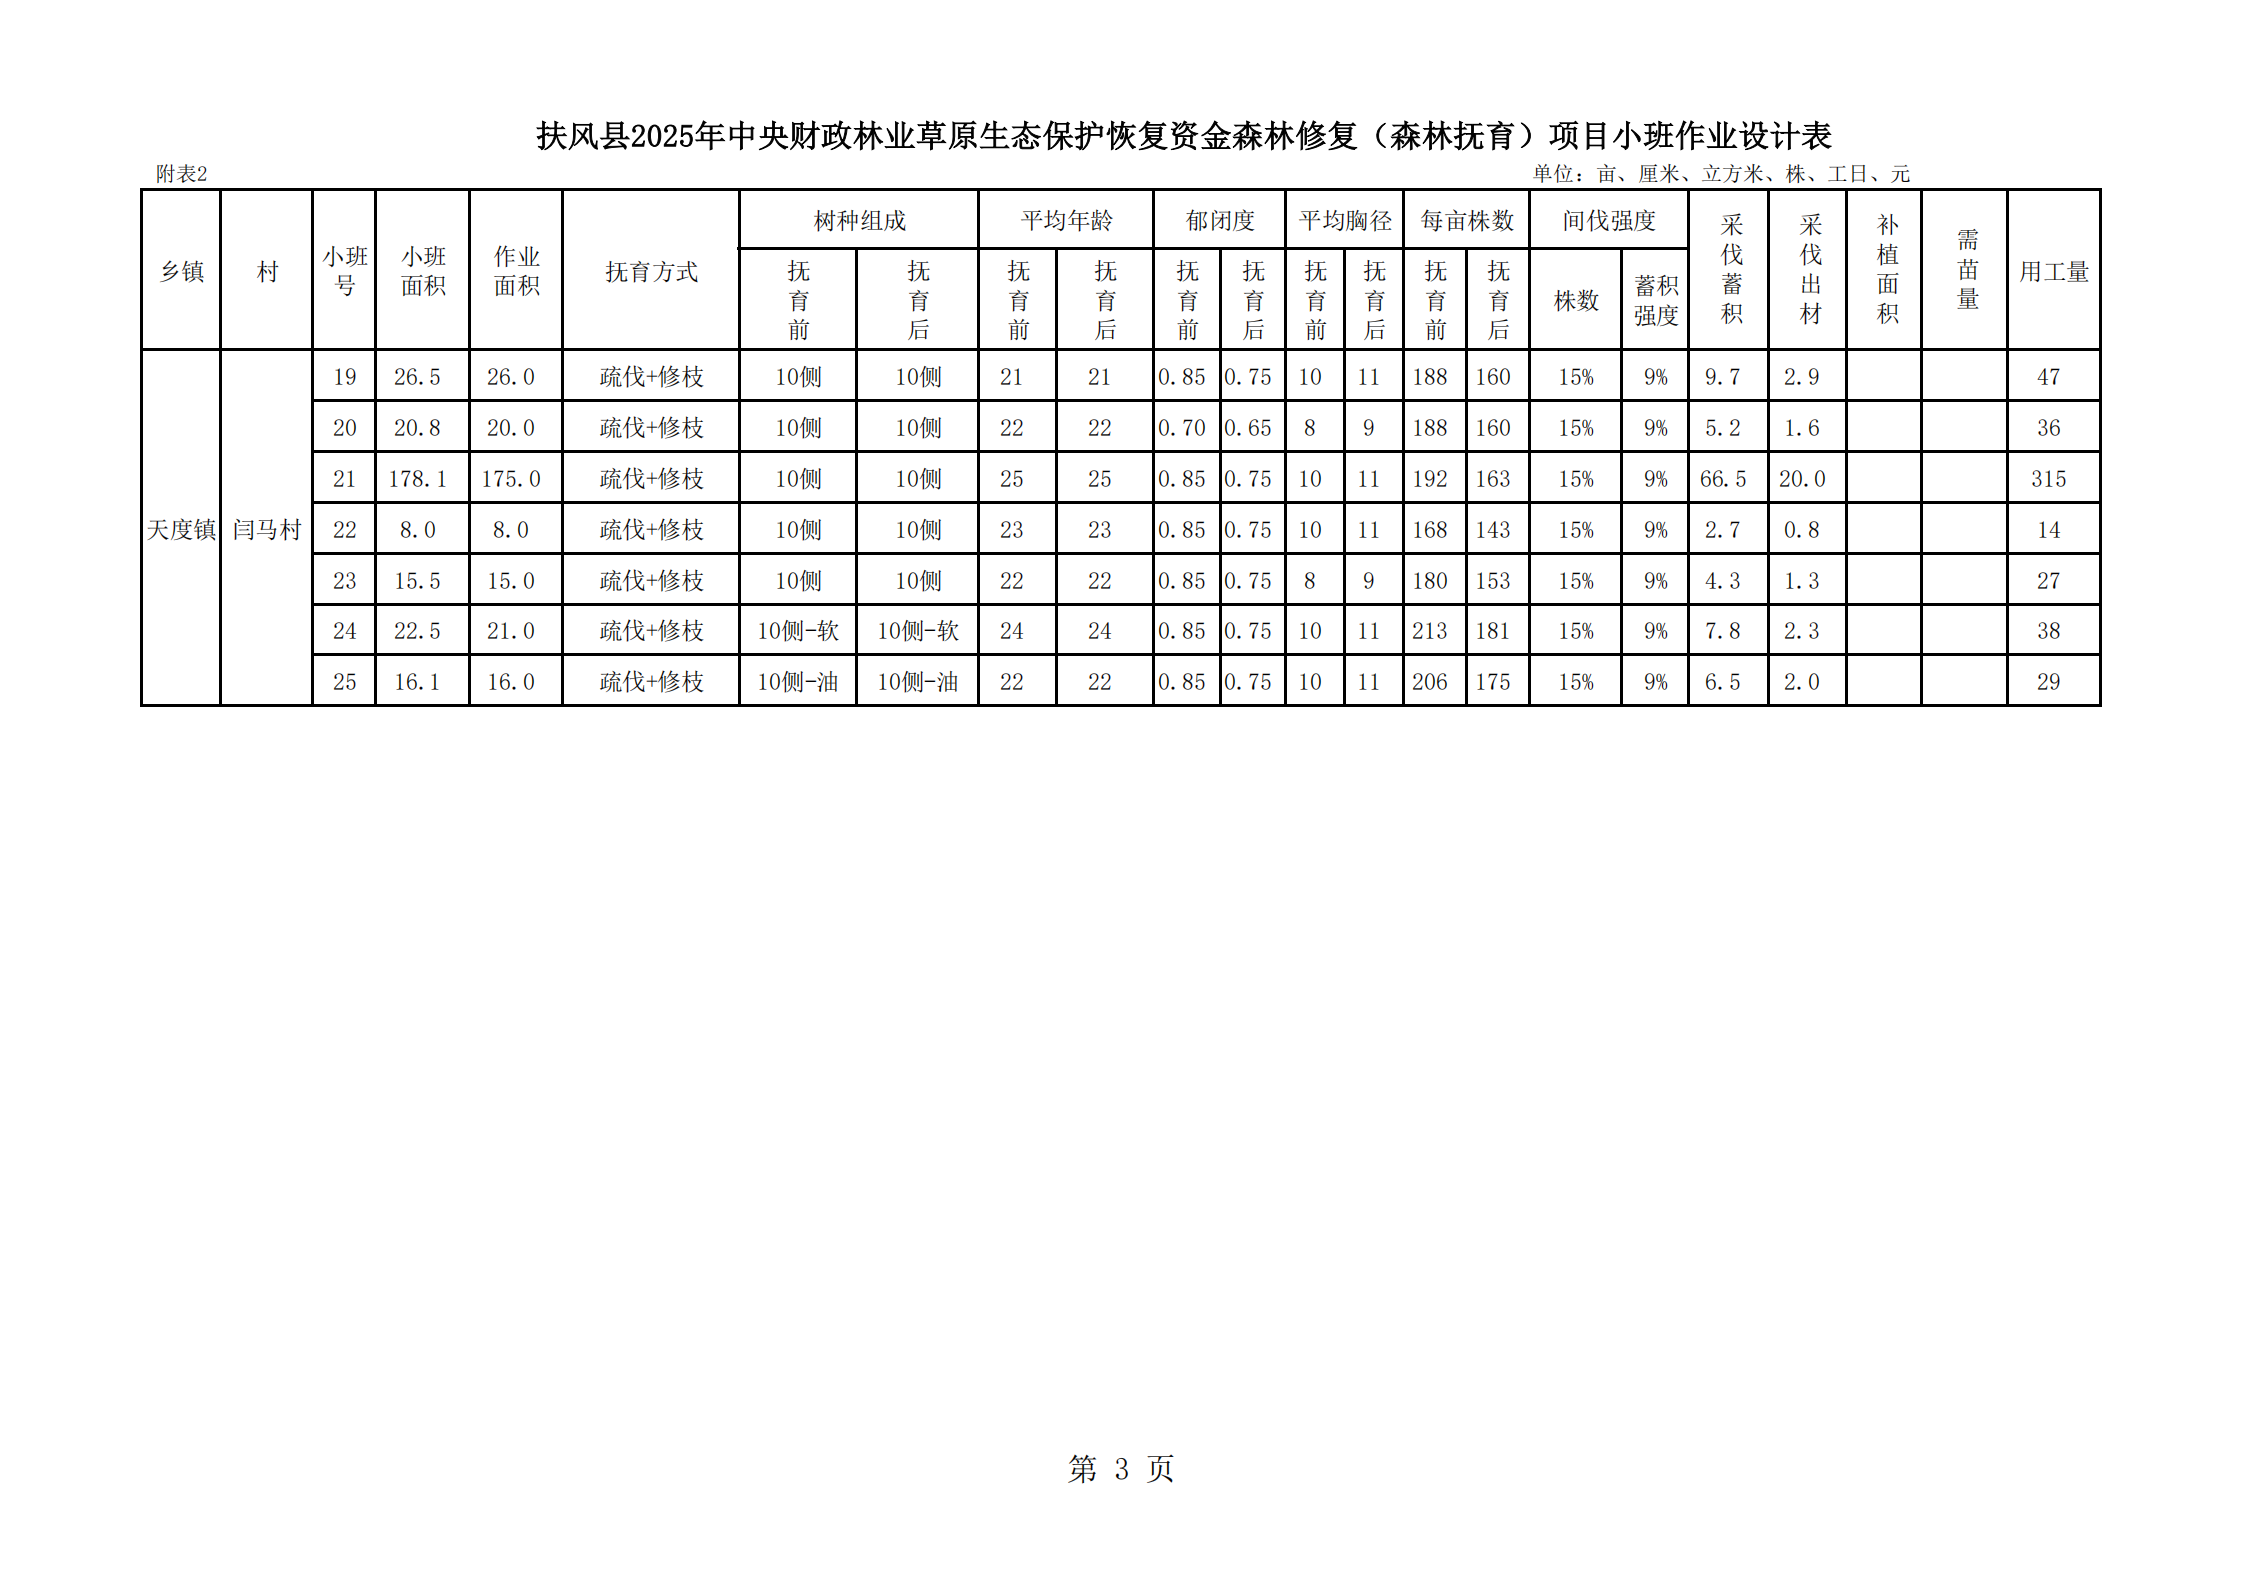 扶风县2025年中央财政林业草原生态保护恢复资金森林修复（森林抚育）项目小班作业设计表
附表2 单位：亩、厘米、立方米、株、工日、元
乡镇 村 小班号 小班面积 作业面积 抚育方式 树种组成 平均年龄 郁闭度 平均胸径 每亩株数 间伐强度 采伐蓄积 采伐出材 补植面积 需苗量 用工量
抚育前 抚育后 抚育前 抚育后 抚育前 抚育后 抚育前 抚育后 抚育前 抚育后 株数 蓄积强度
天度镇 闫马村
19 26.5 26.0 疏伐+修枝 10侧 10侧 21 21 0.85 0.75 10 11 188 160 15% 9% 9.7 2.9 47
20 20.8 20.0 疏伐+修枝 10侧 10侧 22 22 0.70 0.65 8 9 188 160 15% 9% 5.2 1.6 36
21 178.1 175.0 疏伐+修枝 10侧 10侧 25 25 0.85 0.75 10 11 192 163 15% 9% 66.5 20.0 315
22 8.0 8.0 疏伐+修枝 10侧 10侧 23 23 0.85 0.75 10 11 168 143 15% 9% 2.7 0.8 14
23 15.5 15.0 疏伐+修枝 10侧 10侧 22 22 0.85 0.75 8 9 180 153 15% 9% 4.3 1.3 27
24 22.5 21.0 疏伐+修枝 10侧-软 10侧-软 24 24 0.85 0.75 10 11 213 181 15% 9% 7.8 2.3 38
25 16.1 16.0 疏伐+修枝 10侧-油 10侧-油 22 22 0.85 0.75 10 11 206 175 15% 9% 6.5 2.0 29
第 3 页